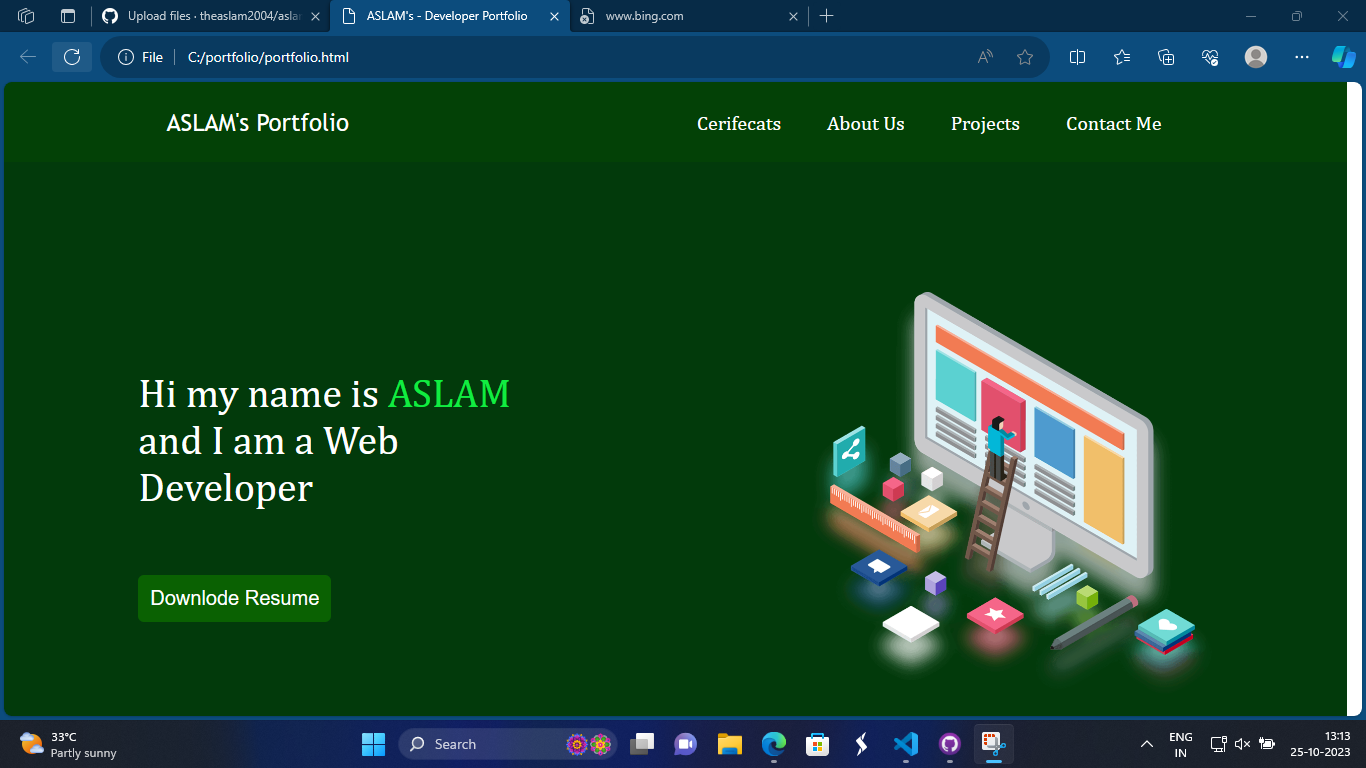 Upload files · theaslam2004/aslar
ASLAM's - Developer Portfolio
www.bing.com
File
C:/portfolio/portfolio.html
ASLAM's Portfolio
Cerifecats
About Us
Projects
Contact Me
Hi my name is ASLAM
and I am a Web
Developer
Downlode Resume
33°C
Partly sunny
Search
ENG
IN
13:13
25-10-2023